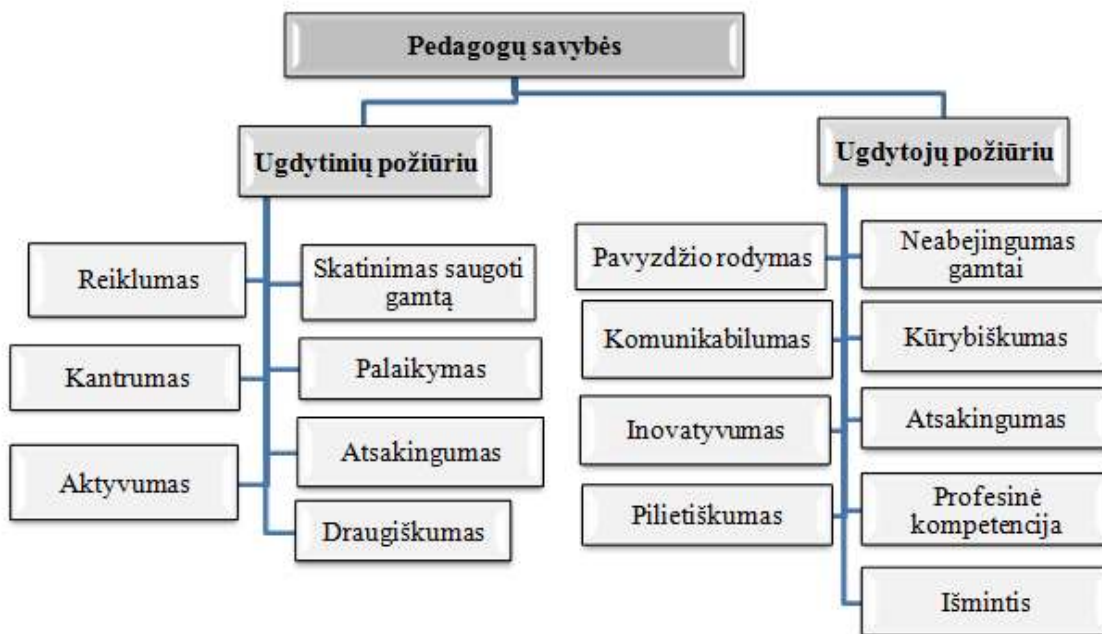 Pedagogų savybės
Ugdytinių požiūriu
Ugdytojų požiūriu
Reiklumas
Skatinimas saugoti
gamtą
Kantrumas
Palaikymas
Aktyvumas
Atsakingumas
Draugiškumas
Pavyzdžio rodymas
Neabejingumas
gamtai
Komunikabilumas
Kūrybiškumas
Inovatyvumas
Atsakingumas
Pilietiškumas
Profesinė
kompetencija
Išmintis